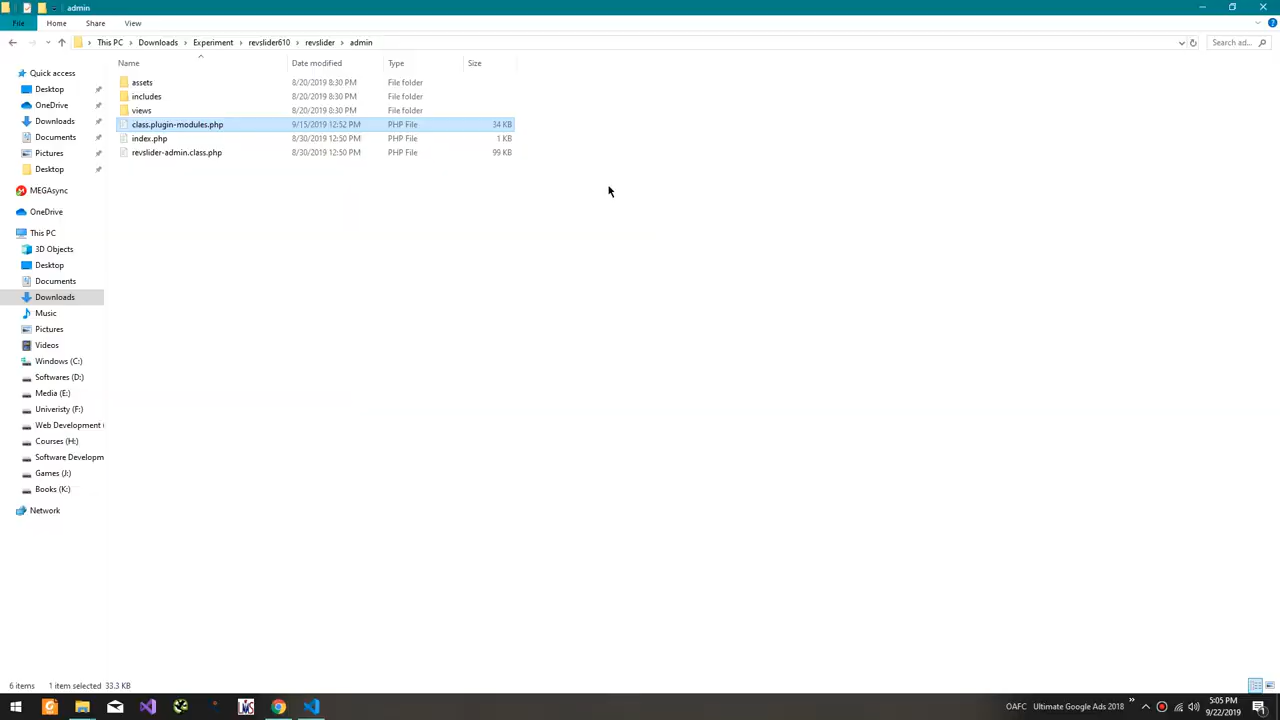 admin
File
Home
Share
View
This PC
Downloads
Experiment
revslider610
revslider
admin
Search ad...
Name
Date modified
Type
Size
assets
8/20/2019 8:30 PM
File folder
includes
8/20/2019 8:30 PM
File folder
views
8/20/2019 8:30 PM
File folder
class.plugin-modules.php
9/15/2019 12:52 PM
PHP File
34 KB
index.php
8/30/2019 12:50 PM
PHP File
1 KB
revslider-admin.class.php
8/30/2019 12:50 PM
PHP File
99 KB
Quick access
Desktop
OneDrive
Downloads
Documents
Pictures
Desktop
MEGAsync
OneDrive
This PC
3D Objects
Desktop
Documents
Downloads
Music
Pictures
Videos
Windows (C:)
Softwares (D:)
Media (E:)
Univeristy (F:)
Web Development (
Courses (H:)
Software Developm
Games (J:)
Books (K:)
Network
6 items
1 item selected 33.3 KB
LMS
OAFC
Ultimate Google Ads 2018
5:05 PM
9/22/2019
1